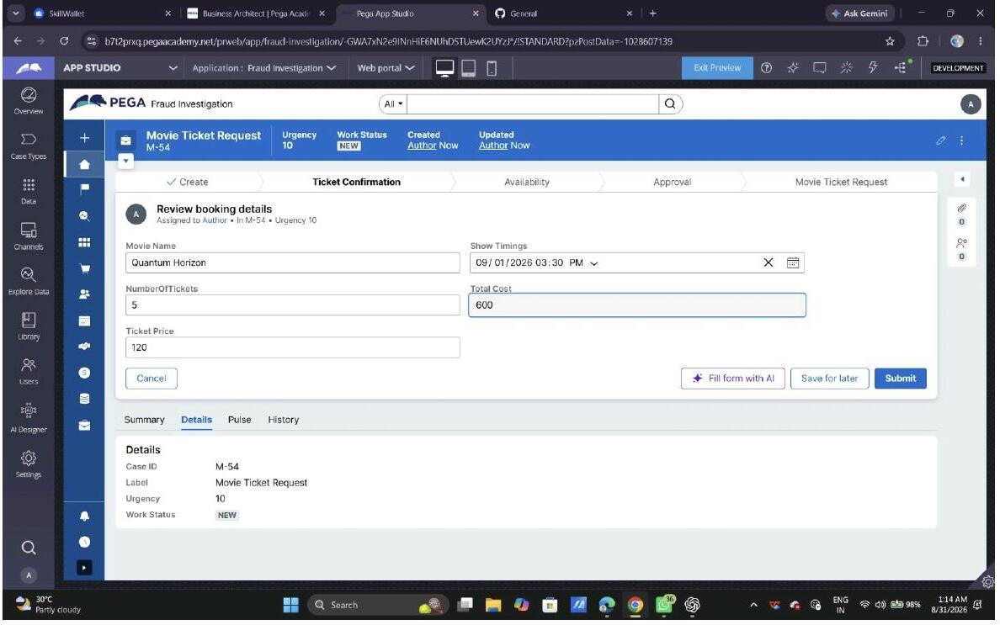 SkillWallet
Business Architect | Pega Acade
Pega App Studio
General
Ask Gemini
b7t2prxq.pegaacademy.net/prweb/app/fraud-investigation/-GWA7xN2e9INnHiE6NUhDSTUewK2UYzJ*/!STANDARD?pzPostData=-1028607139
APP STUDIO
Application : Fraud Investigation
Web portal
Exit Preview
DEVELOPMENT
Overview
Case Types
Data
Channels
Explore Data
Library
Users
AI Designer
Settings
A
PEGA Fraud Investigation
All
A
Movie Ticket Request
M-54
Urgency
10
Work Status
NEW
Created
Author Now
Updated
Author Now
Create
Ticket Confirmation
Availability
Approval
Movie Ticket Request
A
Review booking details
Assigned to Author • In M-54 • Urgency 10
Movie Name
Quantum Horizon
Show Timings
09/01/2026 03:30 PM
NumberOfTickets
5
Total Cost
600
Ticket Price
120
Cancel
Fill form with AI
Save for later
Submit
0
0
Summary
Details
Pulse
History
Details
Case ID M-54
Label Movie Ticket Request
Urgency 10
Work Status NEW
30°C
Partly cloudy
Search
36
ENG
IN
98%
1:14 AM
8/31/2026